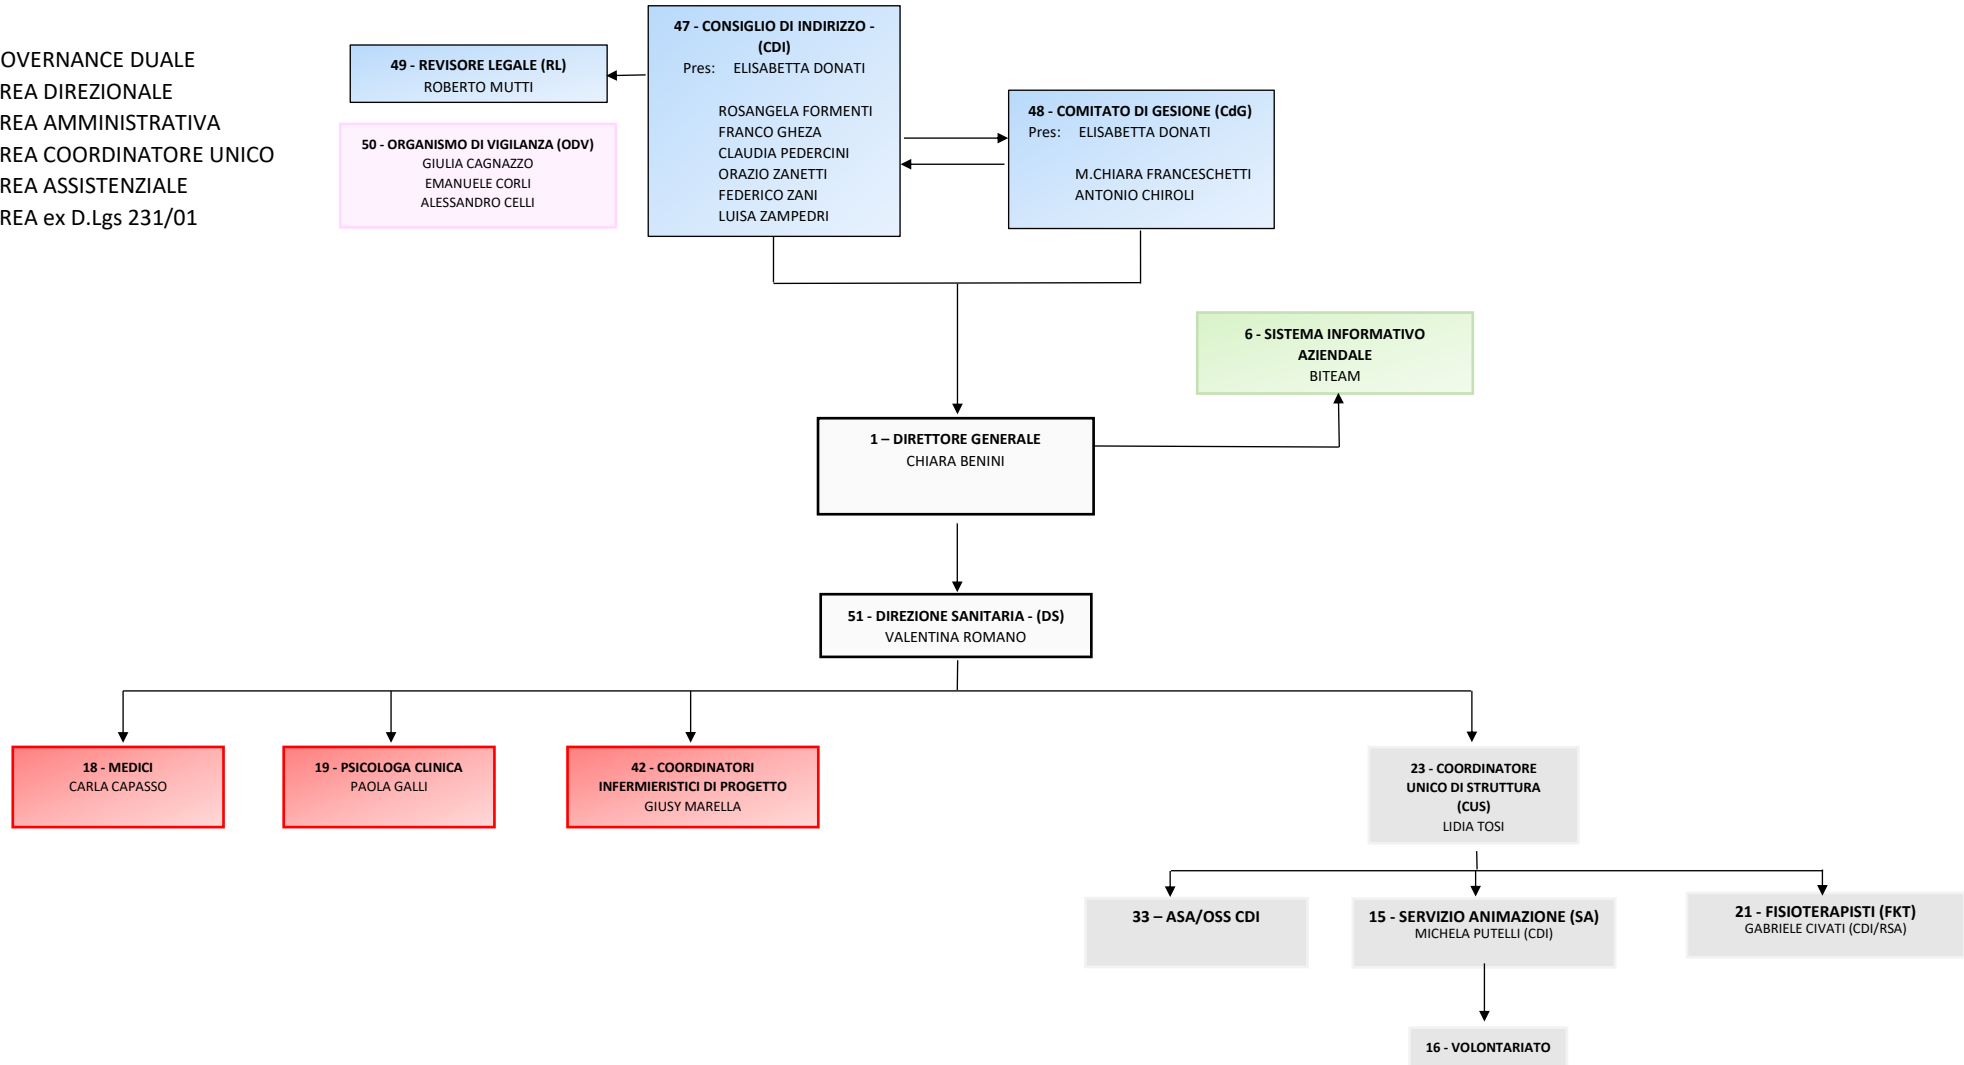 OVERNANCE DUALE
REA DIREZIONALE
REA AMMINISTRATIVA
REA COORDINATORE UNICO
REA ASSISTENZIALE
REA ex D.Lgs 231/01
49 - REVISORE LEGALE (RL)
ROBERTO MUTTI
50 - ORGANISMO DI VIGILANZA (ODV)
GIULIA CAGNAZZO
EMANUELE CORLI
ALESSANDRO CELLI
47 - CONSIGLIO DI INDIRIZZO -
(CDI)
Pres: ELISABETTA DONATI
ROSANGELA FORMENTI
FRANCO GHEZA
CLAUDIA PEDERCINI
ORAZIO ZANETTI
FEDERICO ZANI
LUISA ZAMPEDRI
48 - COMITATO DI GESIONE (CdG)
Pres: ELISABETTA DONATI
M.CHIARA FRANCESCHETTI
ANTONIO CHIROLI
6 - SISTEMA INFORMATIVO
AZIENDALE
BITEAM
1 – DIRETTORE GENERALE
CHIARA BENINI
51 - DIREZIONE SANITARIA - (DS)
VALENTINA ROMANO
18 - MEDICI
CARLA CAPASSO
19 - PSICOLOGA CLINICA
PAOLA GALLI
42 - COORDINATORI
INFERMIERISTICI DI PROGETTO
GIUSY MARELLA
23 - COORDINATORE
UNICO DI STRUTTURA
(CUS)
LIDIA TOSI
33 – ASA/OSS CDI
15 - SERVIZIO ANIMAZIONE (SA)
MICHELA PUTELLI (CDI)
21 - FISIOTERAPISTI (FKT)
GABRIELE CIVATI (CDI/RSA)
16 - VOLONTARIATO